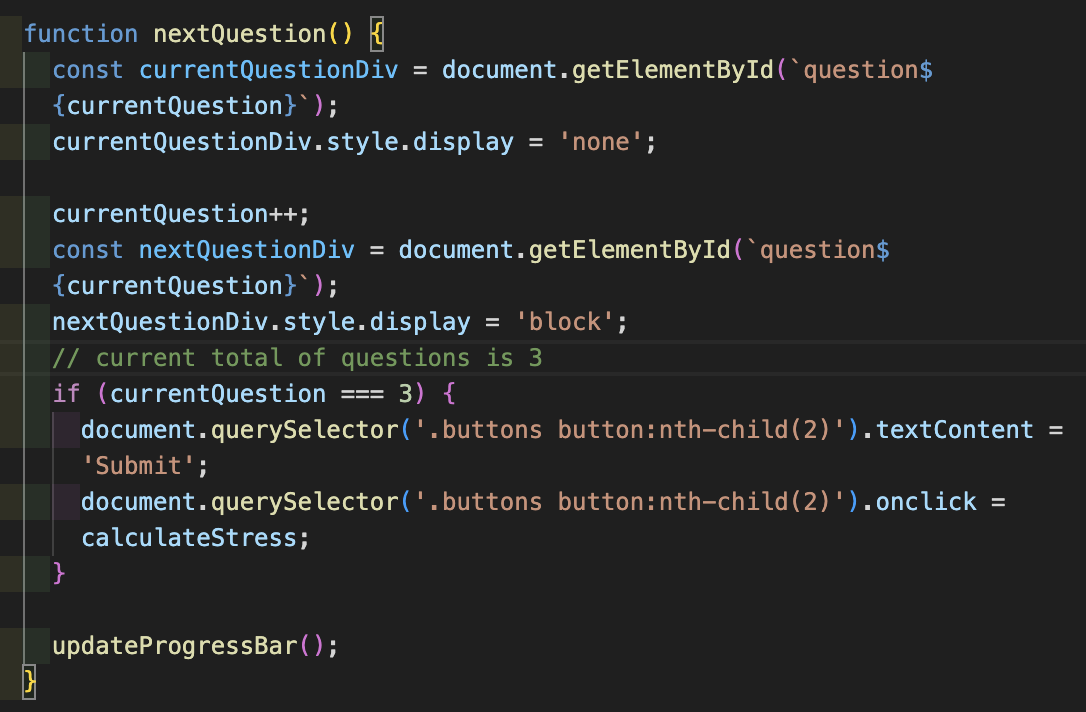 function nextQuestion() {
const currentQuestionDiv = document.getElementById(`question$
{currentQuestion}`);
currentQuestionDiv.style.display = 'none';
currentQuestion++;
const nextQuestionDiv = document.getElementById(`question$
{currentQuestion}`);
nextQuestionDiv.style.display = 'block';
// current total of questions is 3
if (currentQuestion === 3) {
document.querySelector('.buttons button:nth-child(2)').textContent =
'Submit';
document.querySelector('.buttons button:nth-child(2)').onclick =
calculateStress;
}
updateProgressBar();
}